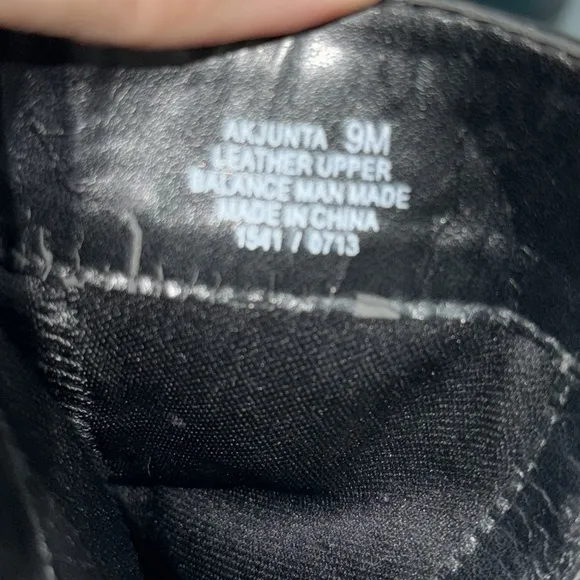 AKJUNTA 9M
LEATHER UPPER
BALANCE MAN MADE
MADE IN CHINA
1541 / 0713